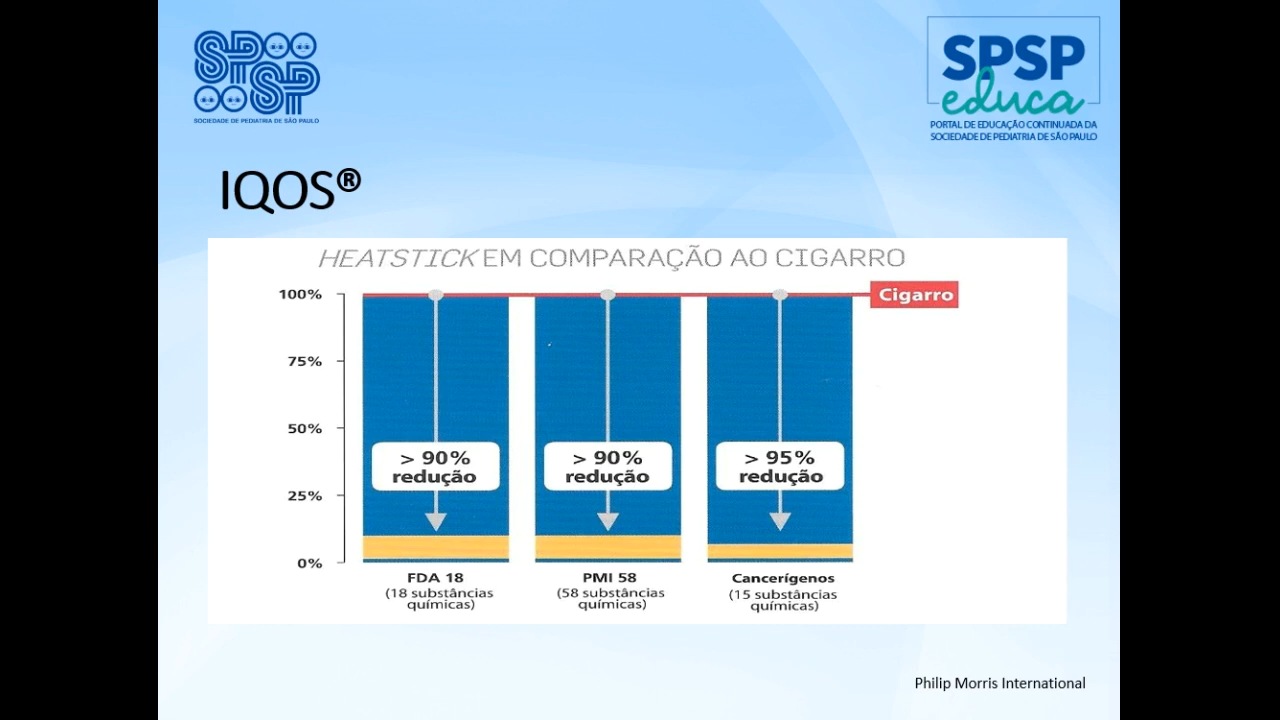 SPSP
SOCIEDADE DE PEDIATRIA DE SÃO PAULO
SPSP
educa
PORTAL DE EDUCAÇÃO CONTINUADA DA
SOCIEDADE DE PEDIATRIA DE SÃO PAULO
IQOS®
HEATSTICK EM COMPARAÇÃO AO CIGARRO
100%
75%
50%
25%
0%
Cigarro
> 90%
redução
> 90%
redução
> 95%
redução
FDA 18
(18 substâncias
químicas)
PMI 58
(58 substâncias
químicas)
Cancerígenos
(15 substâncias
químicas)
Philip Morris International